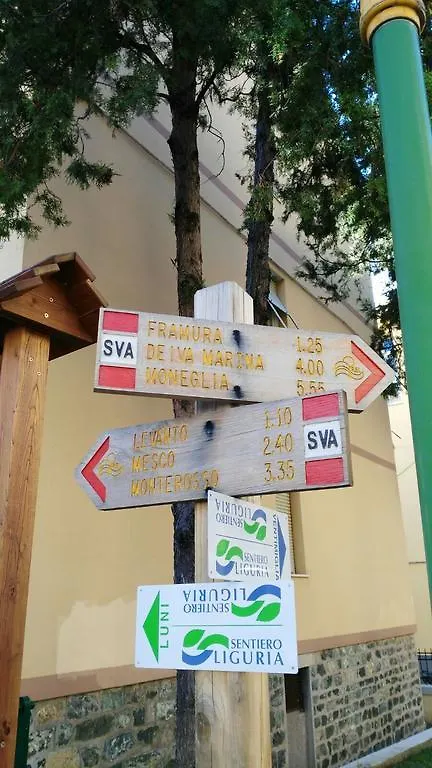 SVA
FRAMURA 1.25
DEIVA MARINA 4.00
MONEGLIA 5.55
LEVANTO 1.10
MESCO 2.40
MONTEROSSO 3.35
SVA
SENTIERO
LIGURIA
VENTIMIGLIA
SENTIERO
LIGURIA
LUNI
SENTIERO
LIGURIA
SENTIERO
LIGURIA